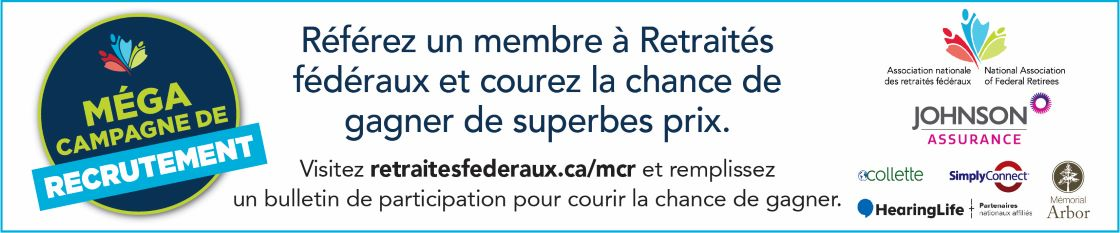 MÉGA
CAMPAGNE DE
RECRUTEMENT
Référez un membre à Retraités
fédéraux et courez la chance de
gagner de superbes prix.
Visitez retraitesfederaux.ca/mcr et remplissez
un bulletin de participation pour courir la chance de gagner.
Association nationale
des retraités fédéraux
National Association
of Federal Retirees
JOHNSON
ASSURANCE
collette
SimplyConnect
HearingLife
Partenaires
nationaux affiliés
Mémorial
Arbor